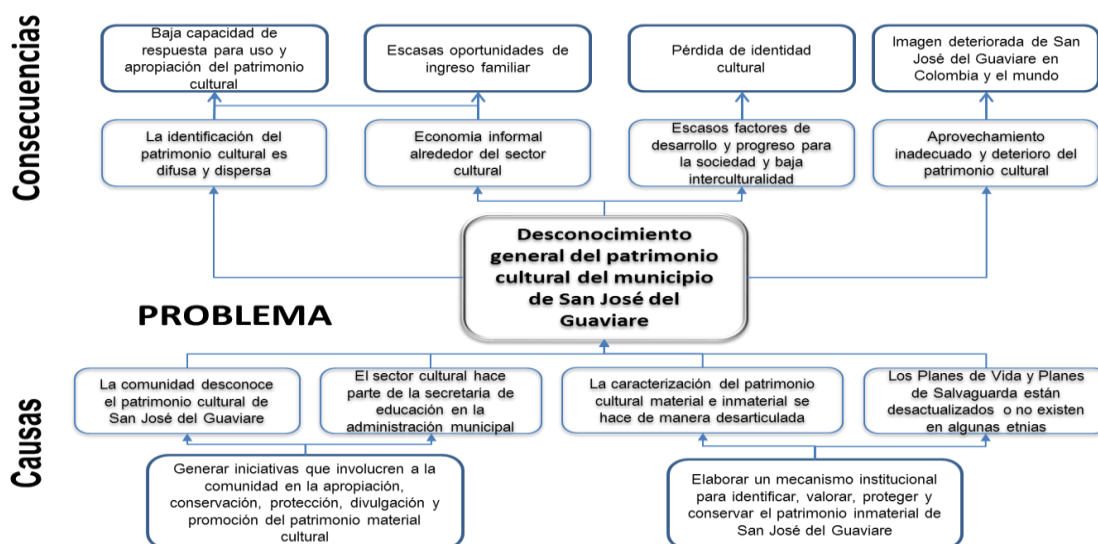 Consecuencias
Baja capacidad de
respuesta para uso y
apropiación del patrimonio
cultural
Escasas oportunidades de
ingreso familiar
Pérdida de identidad
cultural
Imagen deteriorada de San
José del Guaviare en
Colombia y el mundo
La identificación del
patrimonio cultural es
difusa y dispersa
Economia informal
alrededor del sector
cultural
Escasos factores de
desarrollo y progreso para
la sociedad y baja
interculturalidad
Aprovechamiento
inadecuado y deterioro del
patrimonio cultural
Desconocimiento
general del patrimonio
cultural del municipio
de San José del
Guaviare
PROBLEMA
Causas
La comunidad desconoce
el patrimonio cultural de
San José del Guaviare
El sector cultural hace
parte de la secretaría de
educación en la
administración municipal
La caracterización del patrimonio
cultural material e inmaterial se
hace de manera desarticulada
Los Planes de Vida y Planes
de Salvaguarda están
desactualizados o no existen
en algunas etnias
Generar iniciativas que involucren a la
comunidad en la apropiación,
conservación, protección, divulgación y
promoción del patrimonio material
cultural
Elaborar un mecanismo institucional
para identificar, valorar, proteger y
conservar el patrimonio inmaterial de
San José del Guaviare